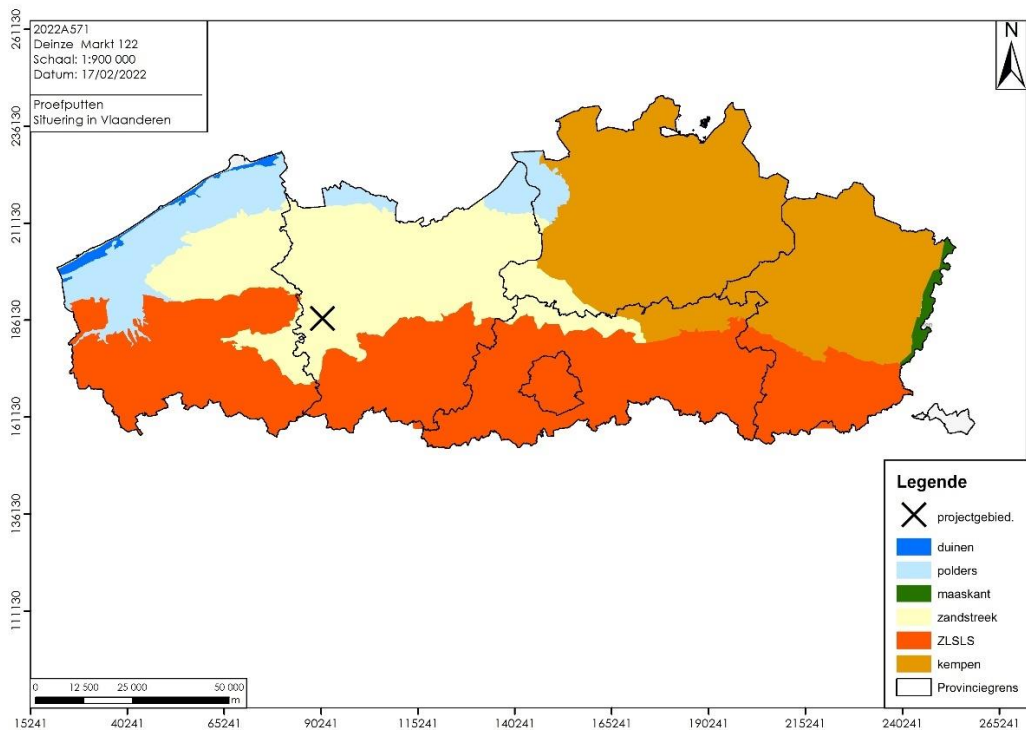 2022A571
Deinze Markt 122
Schaal: 1:900 000
Datum: 17/02/2022
Proefputten
Situering in Vlaanderen
N
261130
236130
211130
186130
161130
136130
111130
Legende
projectgebied.
duinen
polders
maaskant
zandstreek
ZLSLS
kempen
Provinciegrens
0 12 500 25 000 50 000
m
15241 40241 65241 90241 115241 140241 165241 190241 215241 240241 265241